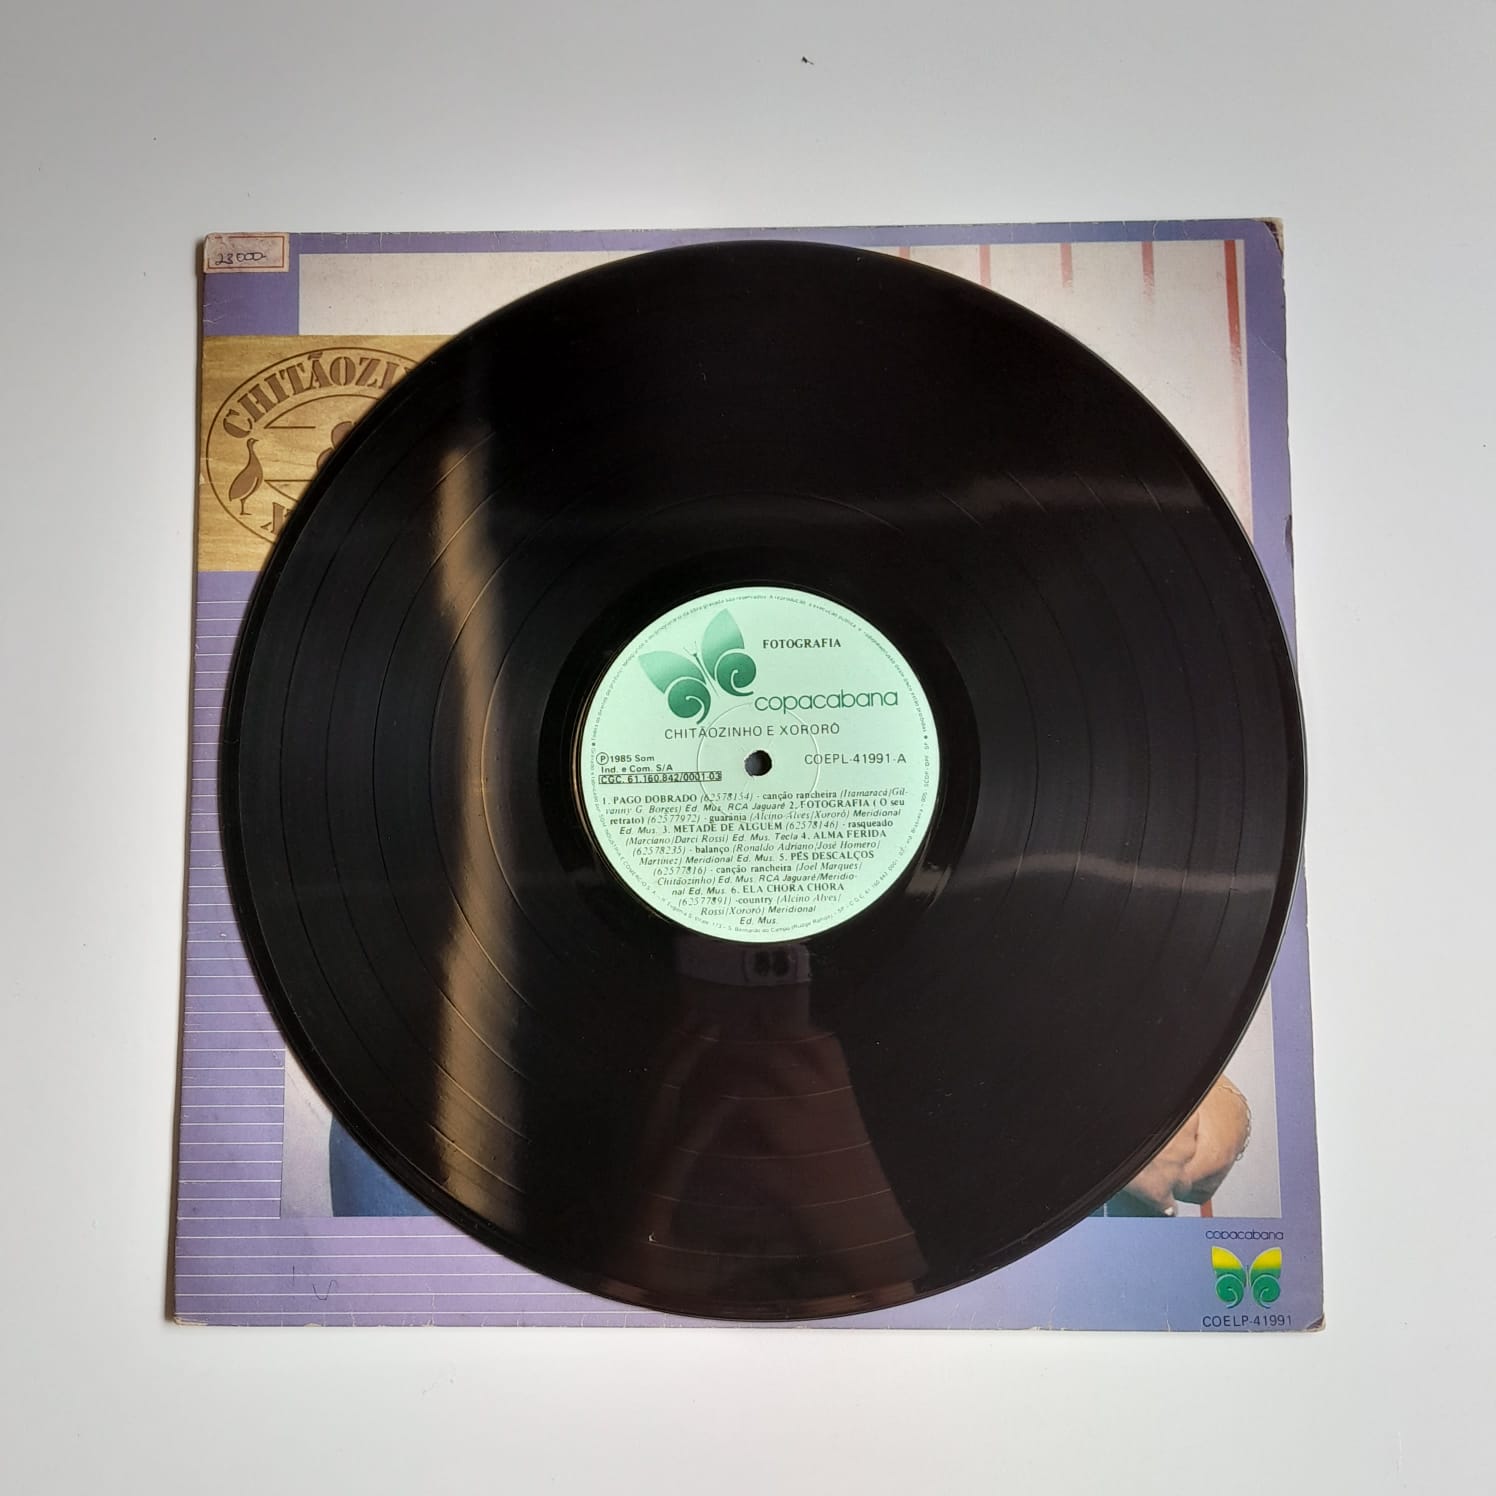 23000-
CHITÃOZI
&
X
FOTOGRAFIA
copacabana
CHITÃOZINHO E XORORÔ
Ⓟ1985 Som
Ind. e Com. S/A
CGC. 61.160.842/0001-03
COEPL-41991-A
1. PAGO DOBRADO (62578154) - canção rancheira (Itamaracá/Gil-
vanny G. Borges) Ed. Mus. RCA Jaguaré 2. FOTOGRAFIA ( O seu
retrato) (62577972) - guarânia (Alcino Alves/Xororô) Meridional
Ed. Mus. 3. METADE DE ALGUEM (62578146) - rasqueado
(Marciano/Darci Rossi) Ed. Mus. Tecla 4. ALMA FERIDA
(62578235) - balanço (Ronaldo Adriano/José Homero/
Martinez) Meridional Ed. Mus. 5. PÉS DESCALÇOS
(62577816) - canção rancheira (Joel Marques/
Chitãozinho) Ed. Mus. RCA Jaguaré/Meridio-
nal Ed. Mus. 6. ELA CHORA CHORA
(62577891) -country (Alcino Alves/
Rossi/Xororô) Meridional
Ed. Mus.
copacabana
COELP-41991